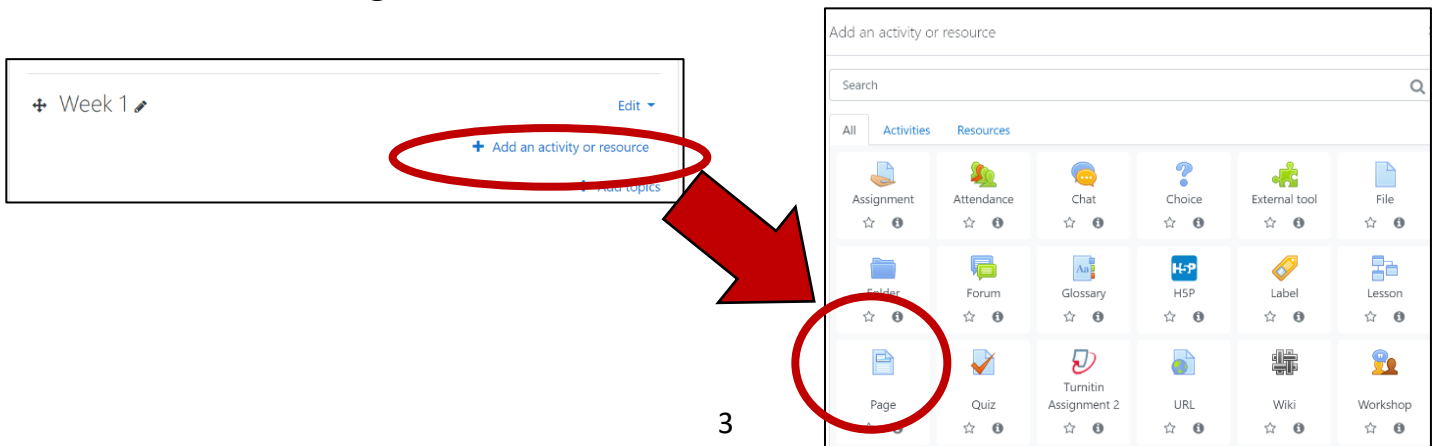 Week 1
Edit
Add an activity or resource
Add topics
Add an activity or resource
Search
All Activities Resources
Assignment Attendance Chat Choice External tool File
Folder Forum Glossary H5P Label Lesson
Page Quiz Turnitin Assignment 2 URL Wiki Workshop
3